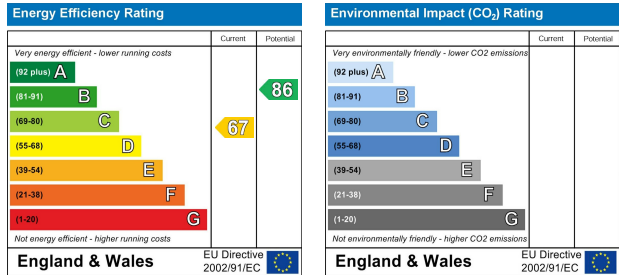 Energy Efficiency Rating
Current Potential
Very energy efficient - lower running costs
(92 plus) A
(81-91) B
86
(69-80) C
67
(55-68) D
(39-54) E
(21-38) F
(1-20) G
Not energy efficient - higher running costs
England & Wales
EU Directive
2002/91/EC
Environmental Impact (CO₂) Rating
Current Potential
Very environmentally friendly - lower CO2 emissions
(92 plus) A
(81-91) B
(69-80) C
(55-68) D
(39-54) E
(21-38) F
(1-20) G
Not environmentally friendly - higher CO2 emissions
England & Wales
EU Directive
2002/91/EC